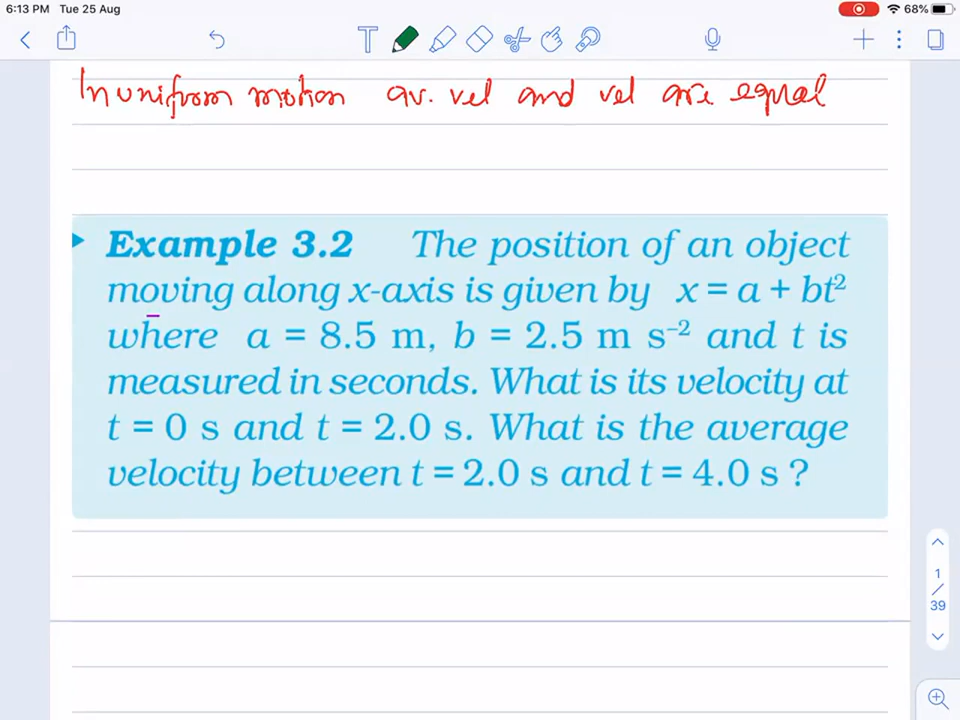 6:13 PM Tue 25 Aug 68%
In uniform motion av. vel and vel are equal
Example 3.2 The position of an object
moving along x-axis is given by x = a + bt²
where a = 8.5 m, b = 2.5 m s⁻² and t is
measured in seconds. What is its velocity at
t = 0 s and t = 2.0 s. What is the average
velocity between t = 2.0 s and t = 4.0 s ?
1
/
39